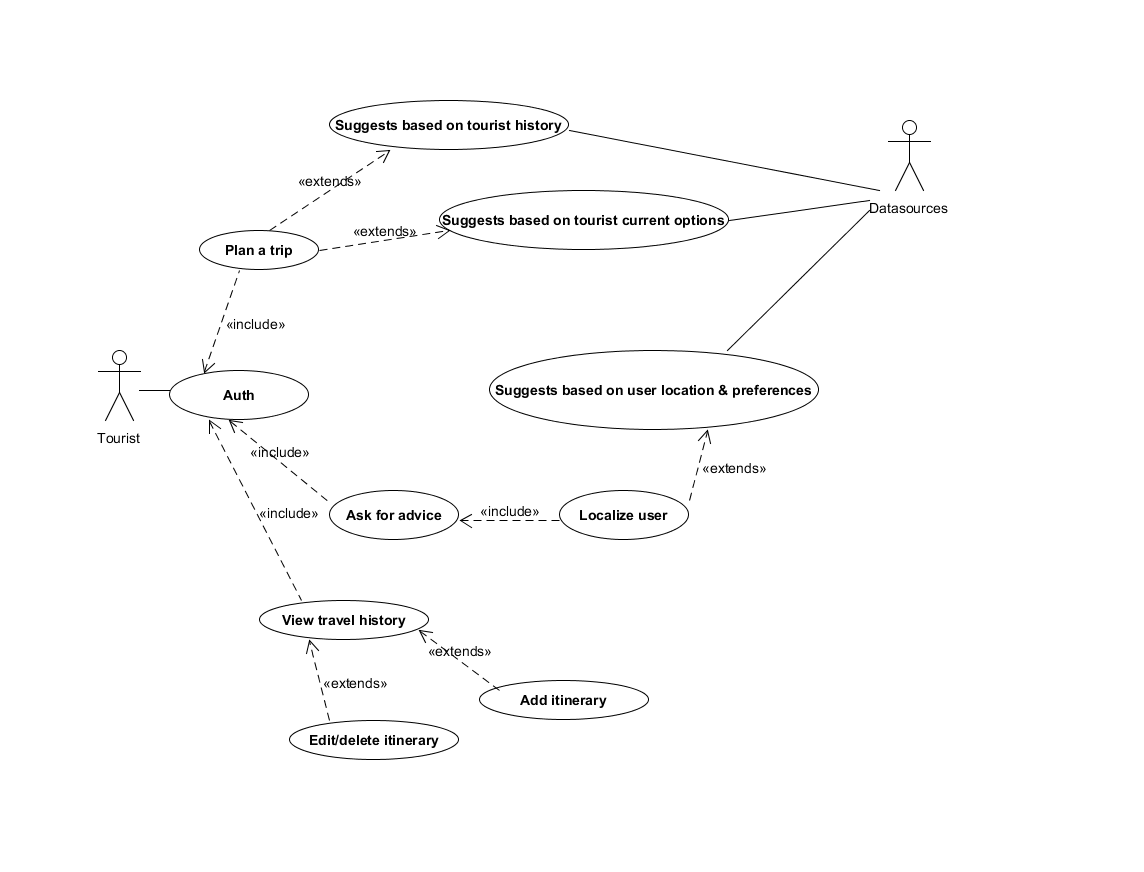 Suggests based on tourist history
«extends»
Datasources
Suggests based on tourist current options
«extends»
Plan a trip
«include»
Auth
Suggests based on user location & preferences
Tourist
«include»
«extends»
«include»
Ask for advice
«include»
Localize user
View travel history
«extends»
«extends»
Add itinerary
Edit/delete itinerary